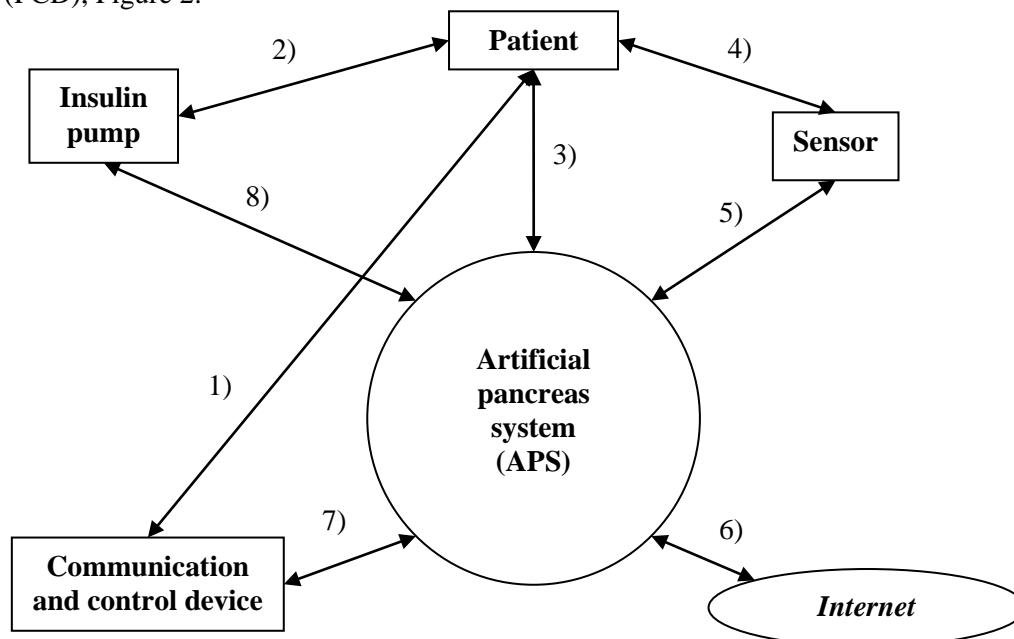 (PCD), Figure 2.
2)
Patient
4)
Insulin
pump
Sensor
3)
8)
5)
Artificial
pancreas
system
(APS)
1)
7)
6)
Communication
and control device
Internet